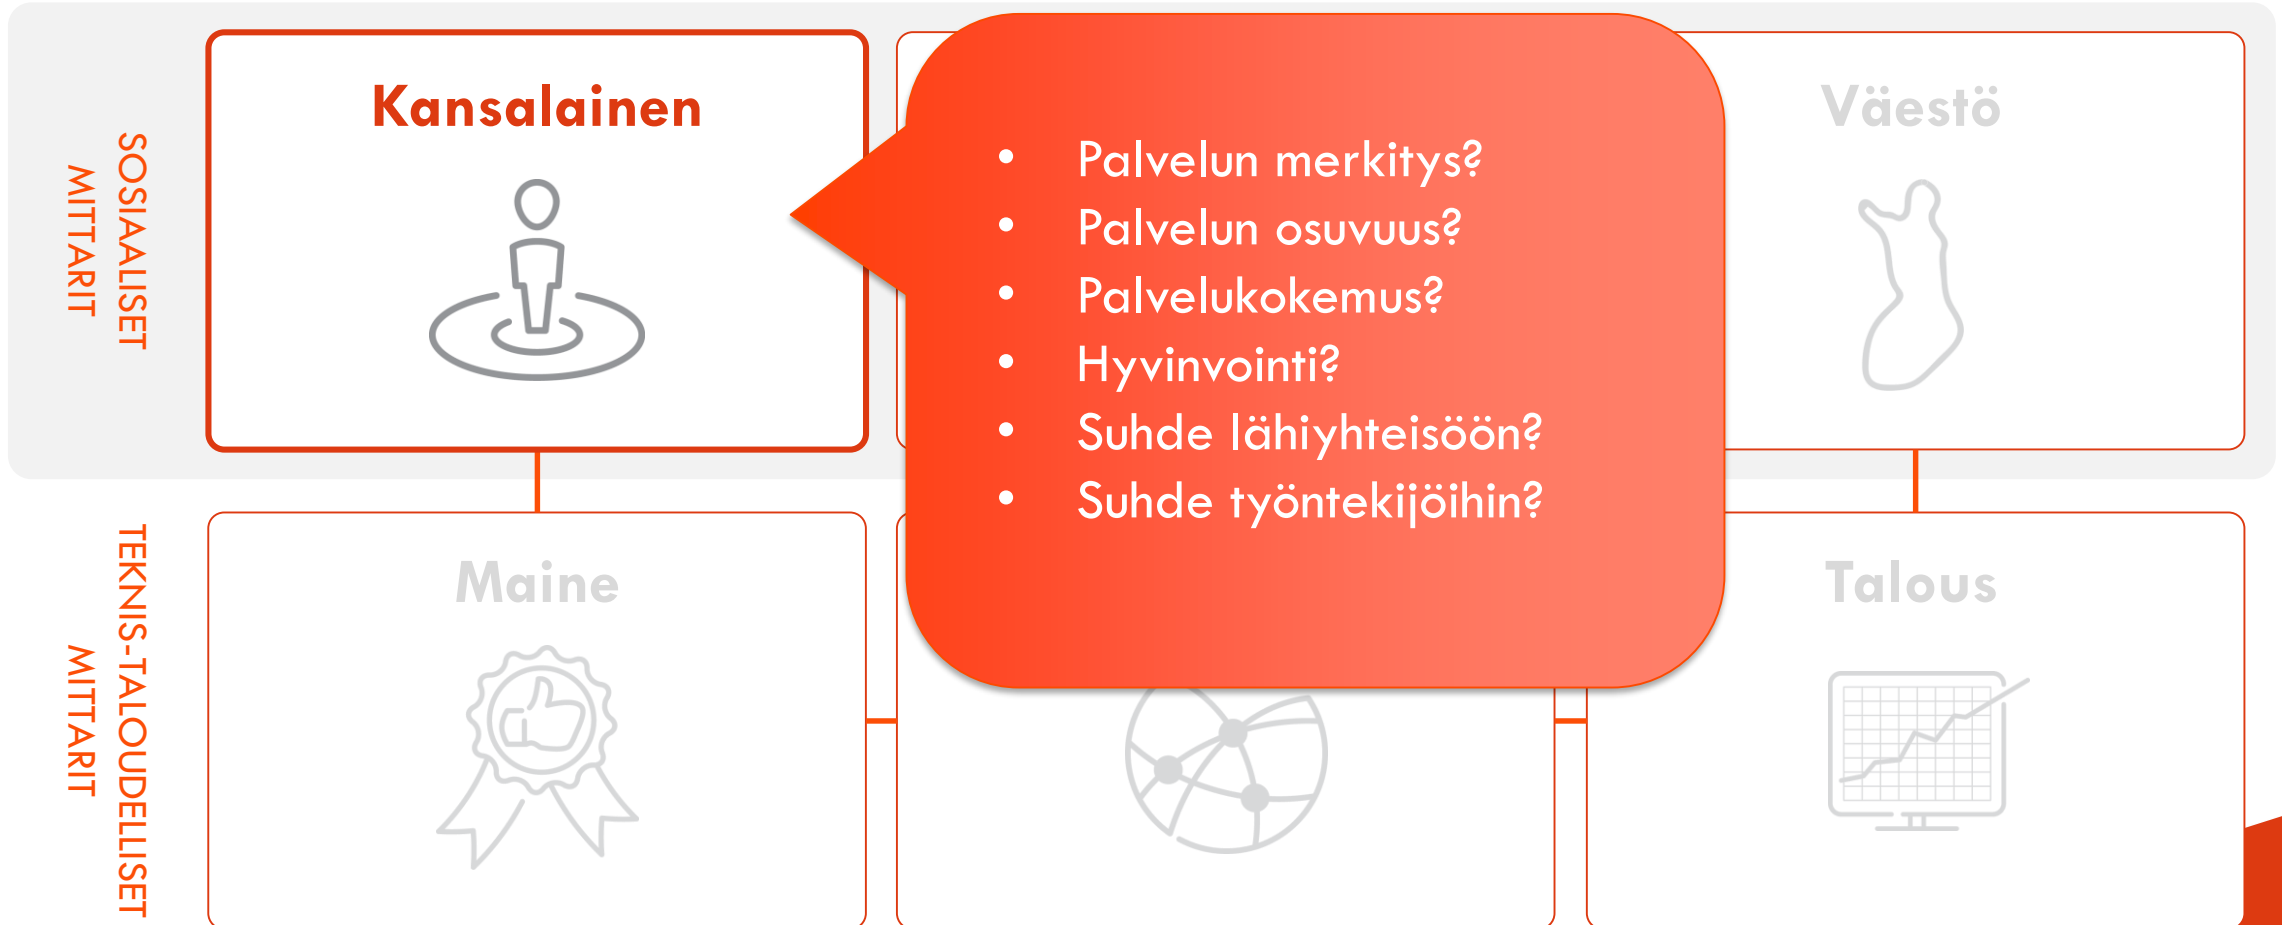 SOSIAALISET
MITTARIT
Kansalainen
• Palvelun merkitys?
• Palvelun osuvuus?
• Palvelukokemus?
• Hyvinvointi?
• Suhde lähiyhteisöön?
• Suhde työntekijöihin?
Väestö
TEKNIS-TALOUDELLISET
MITTARIT
Maine
Talous